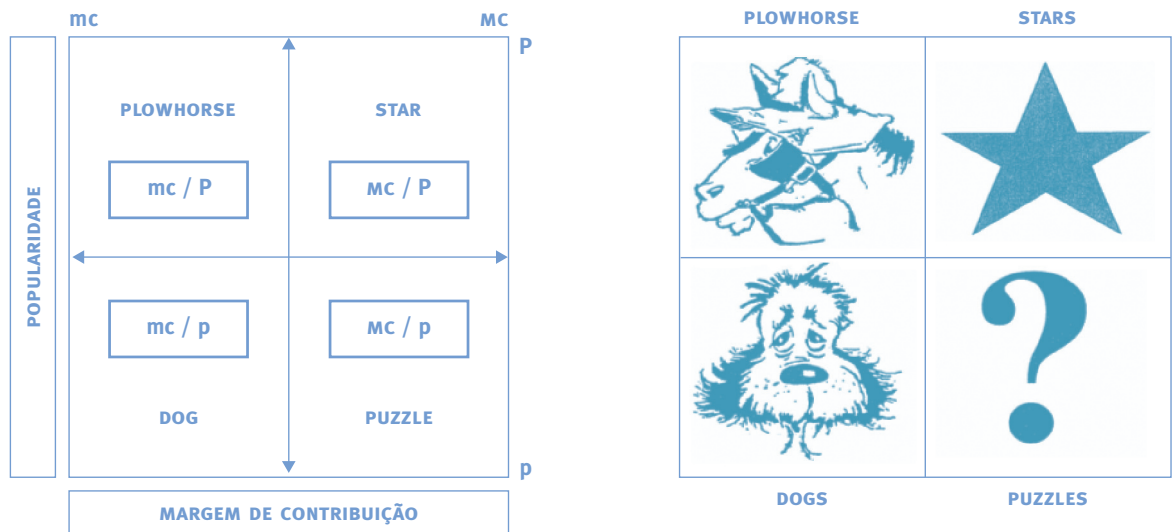 mc MC
P
PLOWHORSE STAR
mc / P MC / P
POPULARIDADE
mc / p MC / p
DOG PUZZLE
p
MARGEM DE CONTRIBUIÇÃO
PLOWHORSE STARS
?
DOGS PUZZLES